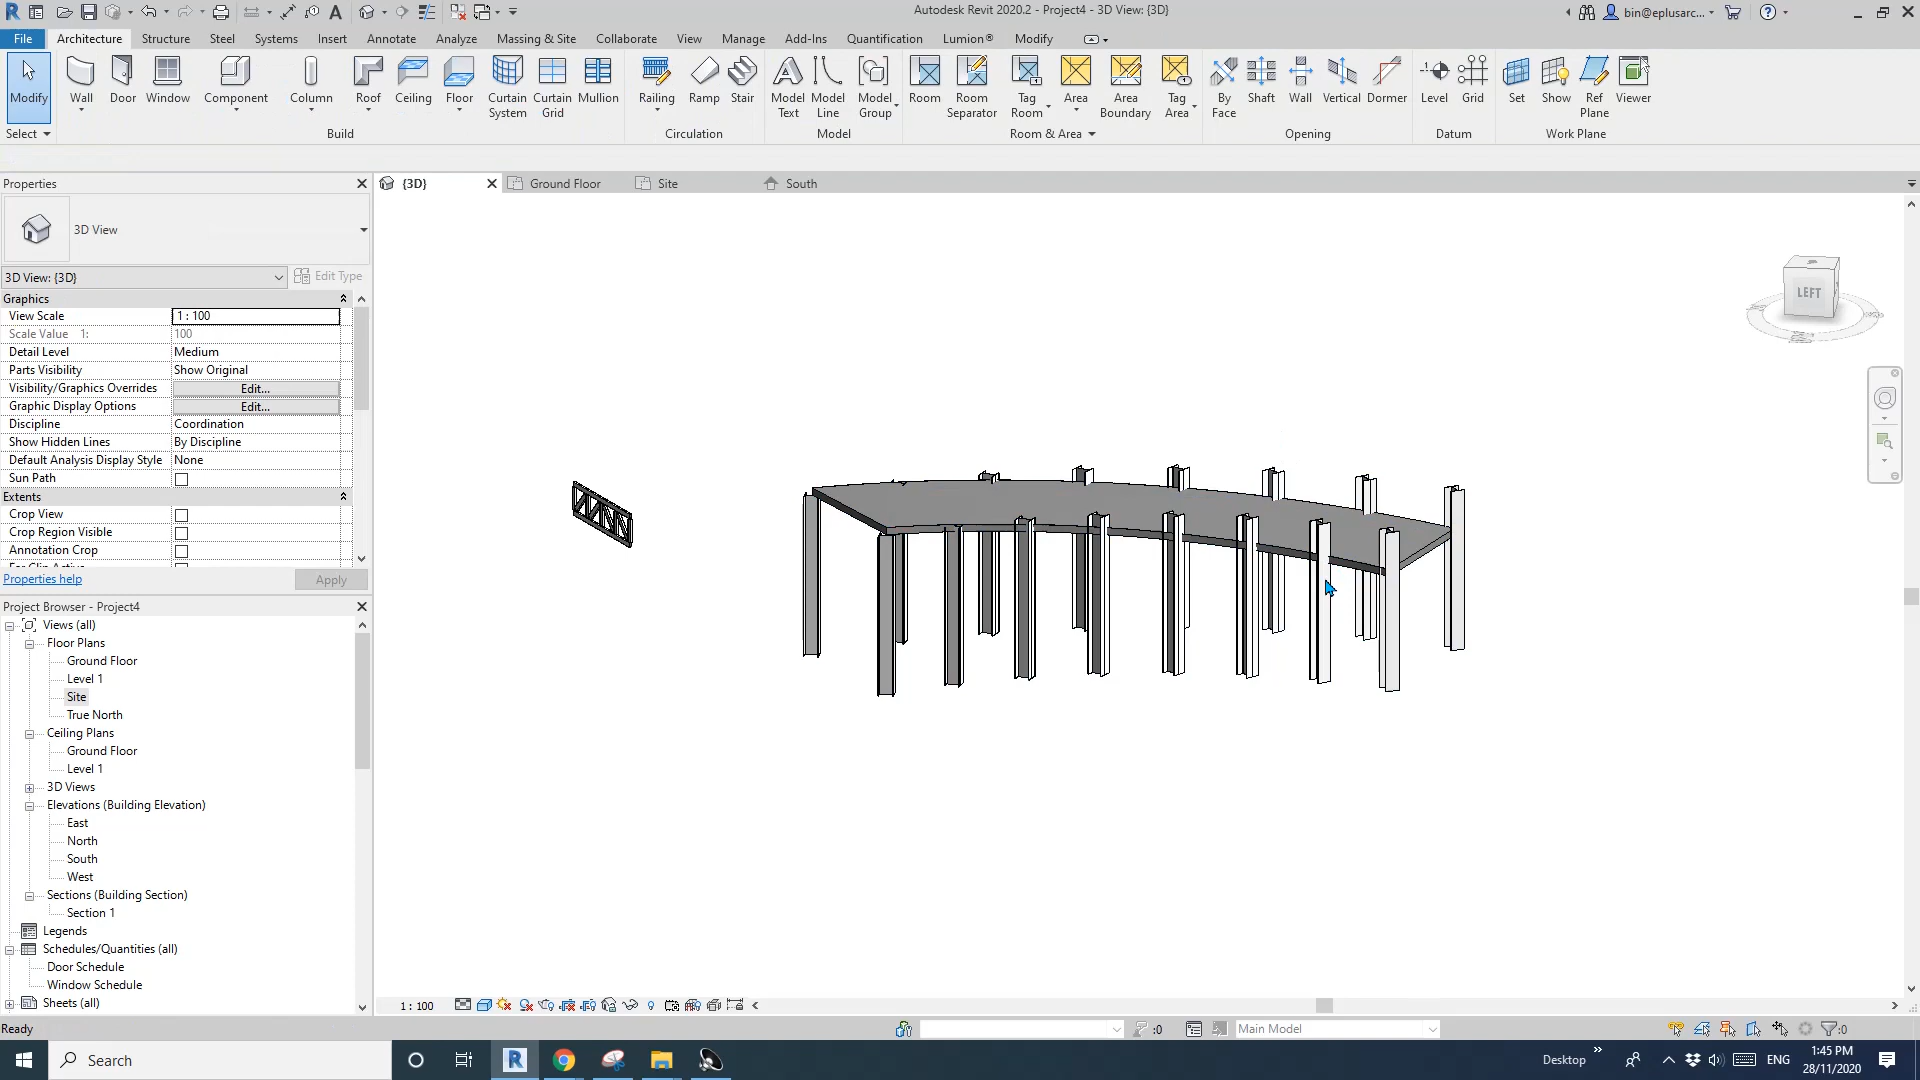 Autodesk Revit 2020.2 - Project4 - 3D View: {3D}
bin@eplusarc...
File Architecture Structure Steel Systems Insert Annotate Analyze Massing & Site Collaborate View Manage Add-Ins Quantification Lumion® Modify
Modify Wall Door Window Component Column Roof Ceiling Floor Curtain System Curtain Grid Mullion Railing Ramp Stair Model Text Model Line Model Group Room Room Separator Tag Room Area Area Boundary Tag Area By Face Shaft Wall Vertical Dormer Level Grid Set Show Ref Plane Viewer
Select Build Circulation Model Room & Area Opening Datum Work Plane
Properties
{3D} Ground Floor Site South
3D View
3D View: {3D} Edit Type
Graphics
View Scale 1 : 100
Scale Value 1: 100
Detail Level Medium
Parts Visibility Show Original
Visibility/Graphics Overrides Edit...
Graphic Display Options Edit...
Discipline Coordination
Show Hidden Lines By Discipline
Default Analysis Display Style None
Sun Path
Extents
Crop View
Crop Region Visible
Annotation Crop
Properties help Apply
LEFT
Project Browser - Project4
Views (all)
Floor Plans
Ground Floor
Level 1
Site
True North
Ceiling Plans
Ground Floor
Level 1
3D Views
Elevations (Building Elevation)
East
North
South
West
Sections (Building Section)
Section 1
Legends
Schedules/Quantities (all)
Door Schedule
Window Schedule
Sheets (all)
1 : 100
Ready
:0
Main Model
:0
Search
Desktop
ENG
1:45 PM
28/11/2020